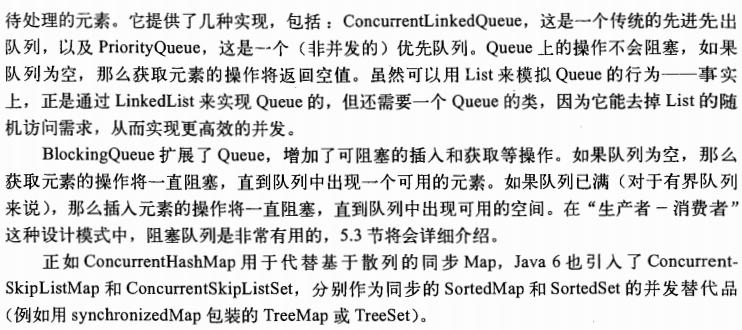 待处理的元素。它提供了几种实现，包括：ConcurrentLinkedQueue，这是一个传统的先进先出
队列，以及 PriorityQueue，这是一个（非并发的）优先队列。Queue 上的操作不会阻塞，如果
队列为空，那么获取元素的操作将返回空值。虽然可以用 List 来模拟 Queue 的行为——事实
上，正是通过 LinkedList 来实现 Queue 的，但还需要一个 Queue 的类，因为它能去掉 List 的随
机访问需求，从而实现更高效的并发。
BlockingQueue 扩展了 Queue，增加了可阻塞的插入和获取等操作。如果队列为空，那么
获取元素的操作将一直阻塞，直到队列中出现一个可用的元素。如果队列已满（对于有界队列
来说），那么插入元素的操作将一直阻塞，直到队列中出现可用的空间。在“生产者－消费者”
这种设计模式中，阻塞队列是非常有用的，5.3 节将会详细介绍。
正如 ConcurrentHashMap 用于代替基于散列的同步 Map，Java 6 也引入了 Concurrent-
SkipListMap 和 ConcurrentSkipListSet，分别作为同步的 SortedMap 和 SortedSet 的并发替代品
（例如用 synchronizedMap 包装的 TreeMap 或 TreeSet）。